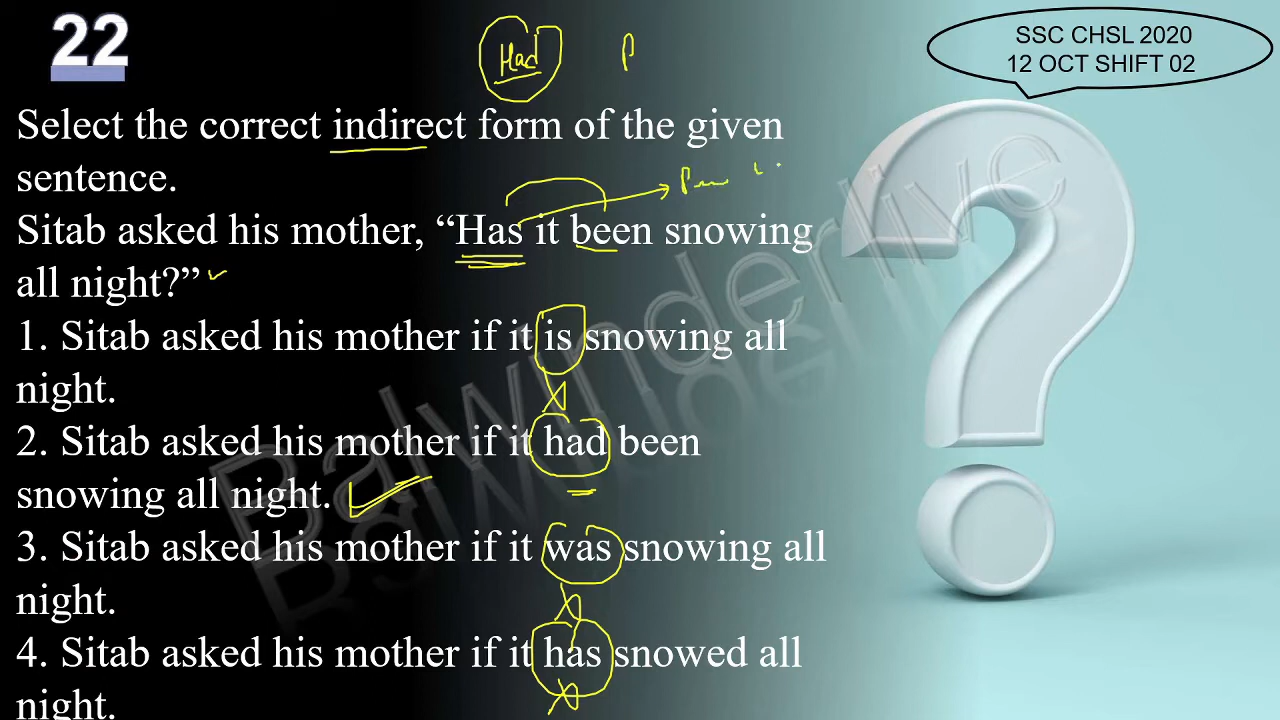 22
Had P
SSC CHSL 2020
12 OCT SHIFT 02
Select the correct indirect form of the given
sentence.
Sitab asked his mother, “Has it been snowing
all night?”
1. Sitab asked his mother if it is snowing all
night.
2. Sitab asked his mother if it had been
snowing all night.
3. Sitab asked his mother if it was snowing all
night.
4. Sitab asked his mother if it has snowed all
night.
Balwinderlive